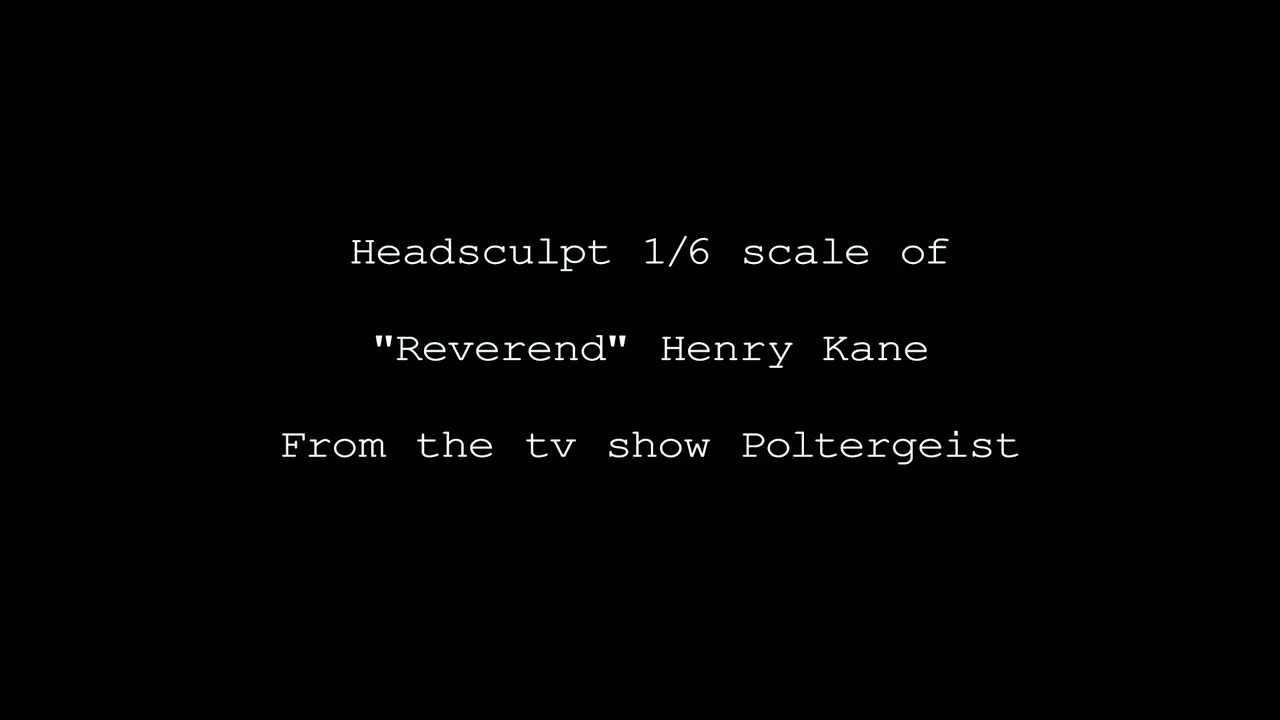 Headsculpt 1/6 scale of
"Reverend" Henry Kane
From the tv show Poltergeist